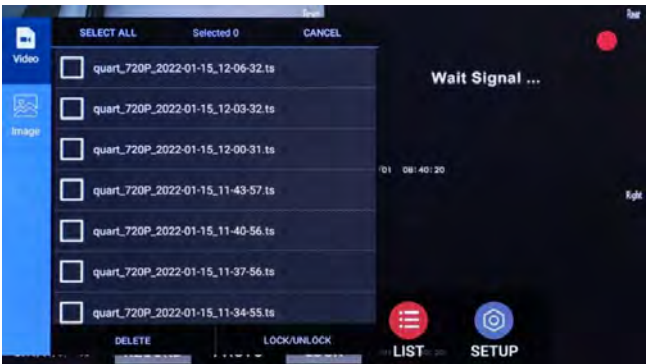 Rear
SELECT ALL Selected 0 CANCEL
Video
quart_720P_2022-01-15_12-06-32.ts
Wait Signal ...
quart_720P_2022-01-15_12-03-32.ts
Image
quart_720P_2022-01-15_12-00-31.ts
01 08:40:20
quart_720P_2022-01-15_11-43-57.ts
Right
quart_720P_2022-01-15_11-40-56.ts
quart_720P_2022-01-15_11-37-56.ts
quart_720P_2022-01-15_11-34-55.ts
DELETE LOCK/UNLOCK
LIST SETUP